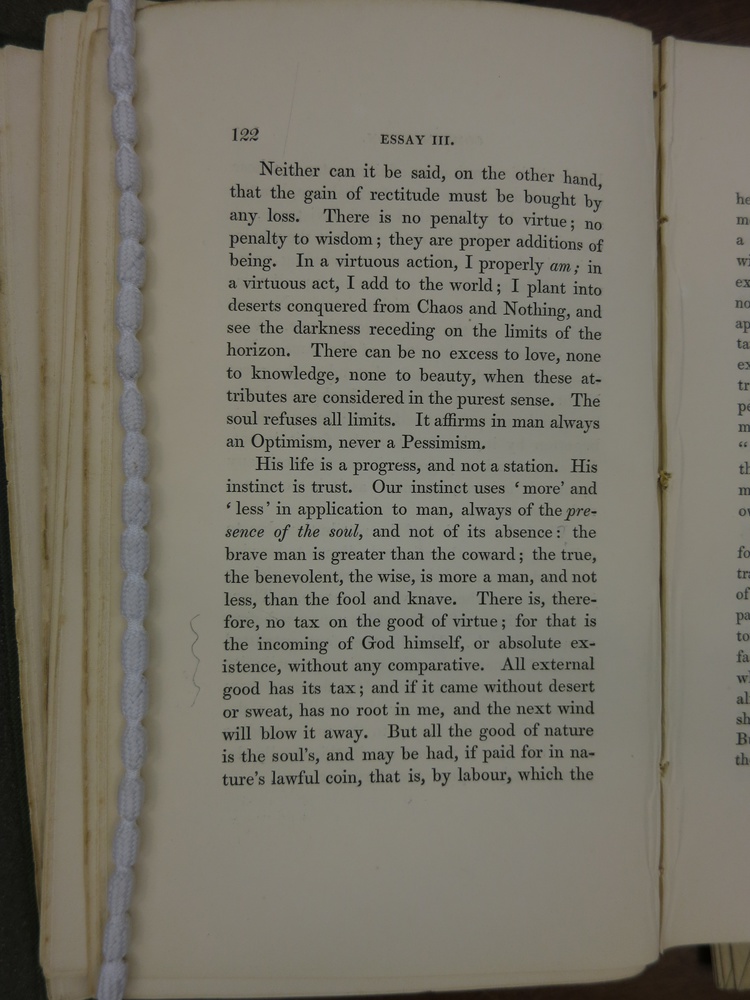 122 ESSAY III.
Neither can it be said, on the other hand,
that the gain of rectitude must be bought by
any loss. There is no penalty to virtue; no
penalty to wisdom; they are proper additions of
being. In a virtuous action, I properly am; in
a virtuous act, I add to the world; I plant into
deserts conquered from Chaos and Nothing, and
see the darkness receding on the limits of the
horizon. There can be no excess to love, none
to knowledge, none to beauty, when these at-
tributes are considered in the purest sense. The
soul refuses all limits. It affirms in man always
an Optimism, never a Pessimism.
His life is a progress, and not a station. His
instinct is trust. Our instinct uses ‘more’ and
‘less’ in application to man, always of the pre-
sence of the soul, and not of its absence: the
brave man is greater than the coward; the true,
the benevolent, the wise, is more a man, and not
less, than the fool and knave. There is, there-
fore, no tax on the good of virtue; for that is
the incoming of God himself, or absolute ex-
istence, without any comparative. All external
good has its tax; and if it came without desert
or sweat, has no root in me, and the next wind
will blow it away. But all the good of nature
is the soul's, and may be had, if paid for in na-
ture's lawful coin, that is, by labour, which the